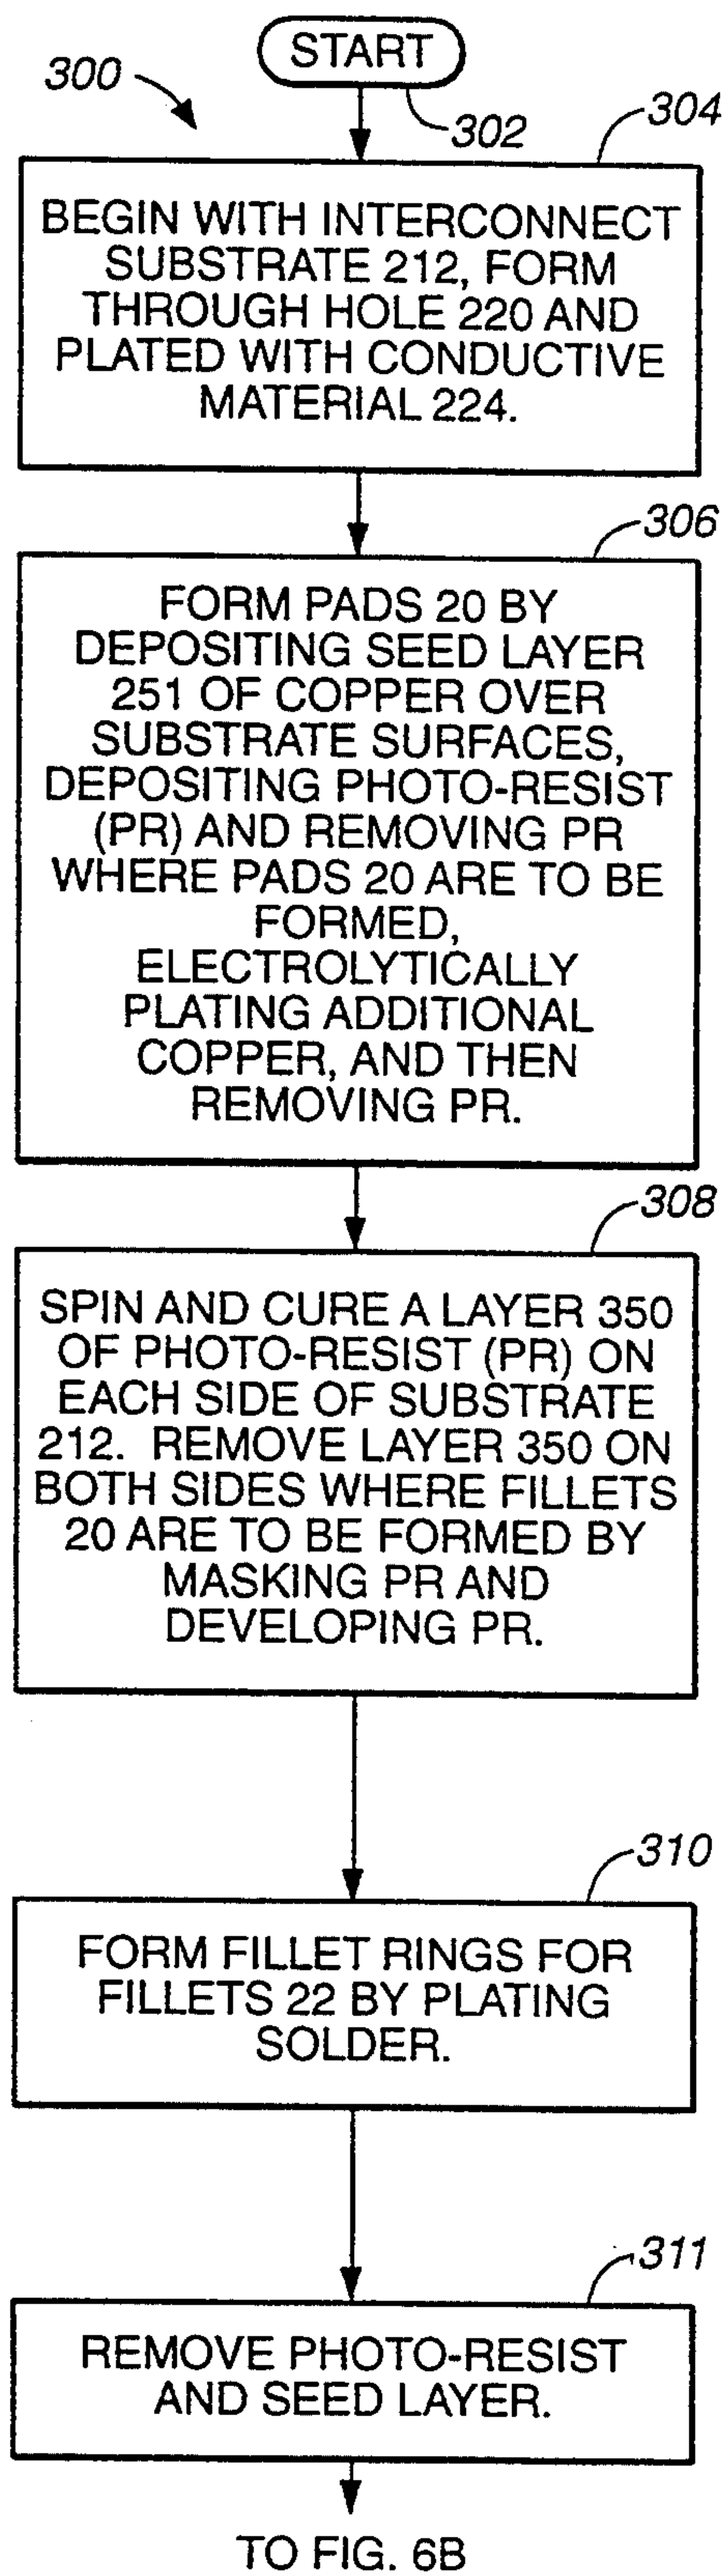 START
300
302
304
BEGIN WITH INTERCONNECT
SUBSTRATE 212, FORM
THROUGH HOLE 220 AND
PLATED WITH CONDUCTIVE
MATERIAL 224.
306
FORM PADS 20 BY
DEPOSITING SEED LAYER
251 OF COPPER OVER
SUBSTRATE SURFACES,
DEPOSITING PHOTO-RESIST
(PR) AND REMOVING PR
WHERE PADS 20 ARE TO BE
FORMED,
ELECTROLYTICALLY
PLATING ADDITIONAL
COPPER, AND THEN
REMOVING PR.
308
SPIN AND CURE A LAYER 350
OF PHOTO-RESIST (PR) ON
EACH SIDE OF SUBSTRATE
212. REMOVE LAYER 350 ON
BOTH SIDES WHERE FILLETS
20 ARE TO BE FORMED BY
MASKING PR AND
DEVELOPING PR.
310
FORM FILLET RINGS FOR
FILLETS 22 BY PLATING
SOLDER.
311
REMOVE PHOTO-RESIST
AND SEED LAYER.
TO FIG. 6B